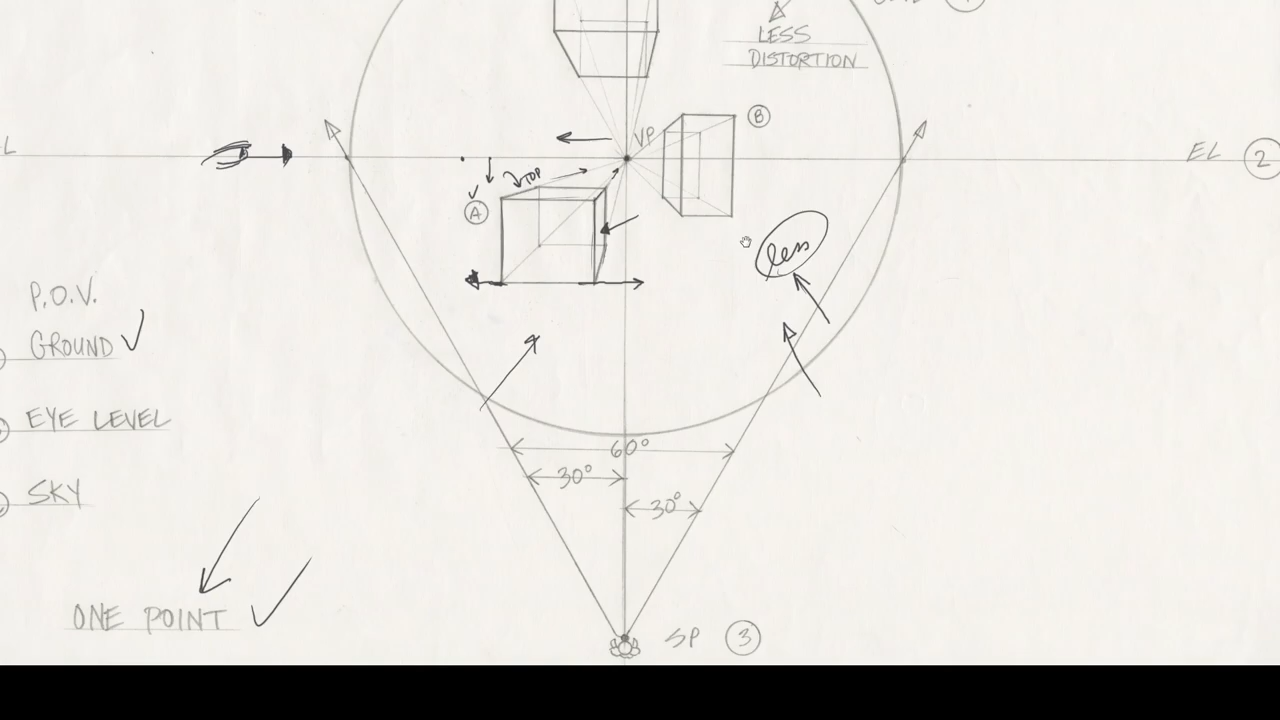 LESS
DISTORTION
B
VP
L
EL 2
TOP
A
less
P.O.V.
GROUND
EYE LEVEL
SKY
60°
30°
30°
ONE POINT
SP 3